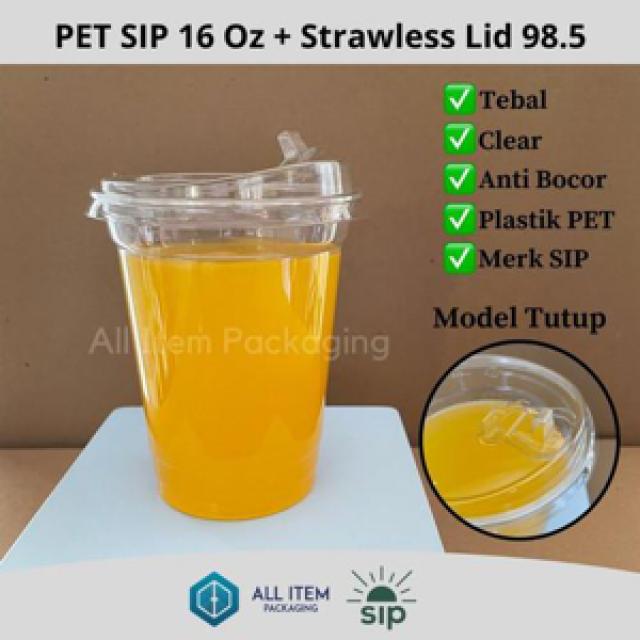 PET SIP 16 Oz + Strawless Lid 98.5
✅ Tebal
✅ Clear
✅ Anti Bocor
✅ Plastik PET
✅ Merk SIP
Model Tutup
All Item Packaging
ALL ITEM
PACKAGING
sip